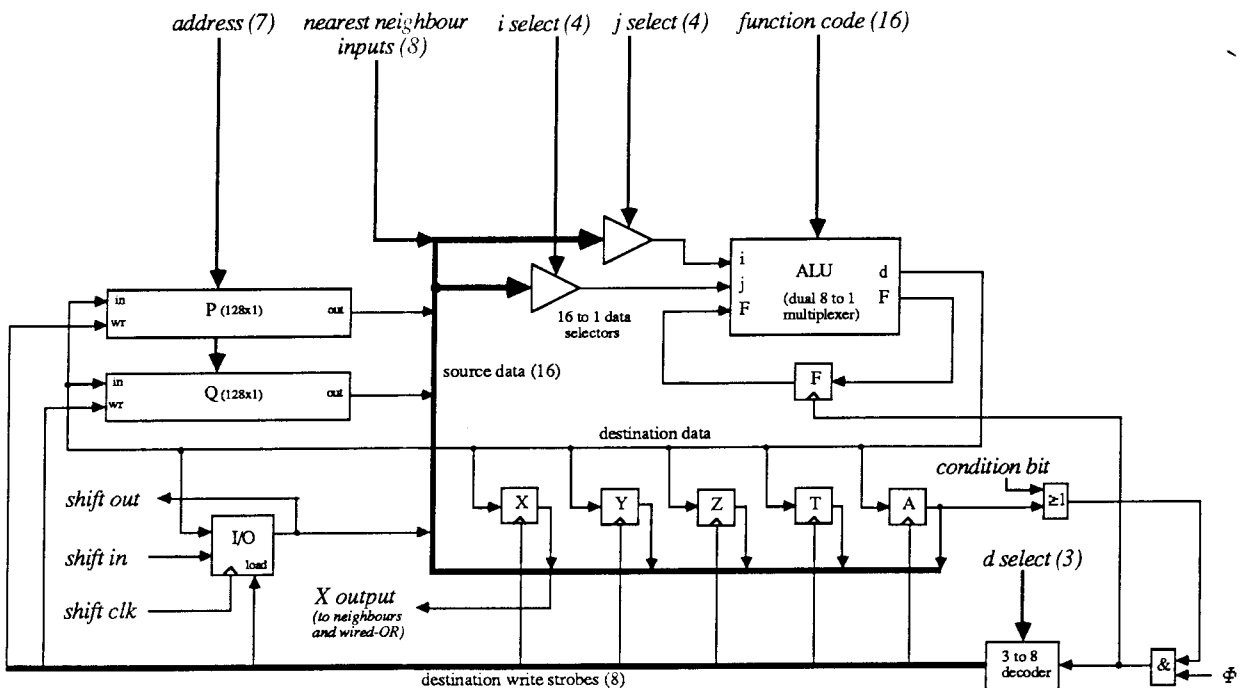 address (7)
nearest neighbour
inputs (8)
i select (4)
j select (4)
function code (16)
i
j
F
ALU
(dual 8 to 1
multiplexer)
d
F
in
wr
P (128x1)
out
16 to 1 data
selectors
in
wr
Q (128x1)
out
source data (16)
F
destination data
condition bit
shift out
X
Y
Z
T
A
≥1
I/O
load
shift in
d select (3)
shift clk
X output
(to neighbours
and wired-OR)
3 to 8
decoder
&
Φ
destination write strobes (8)